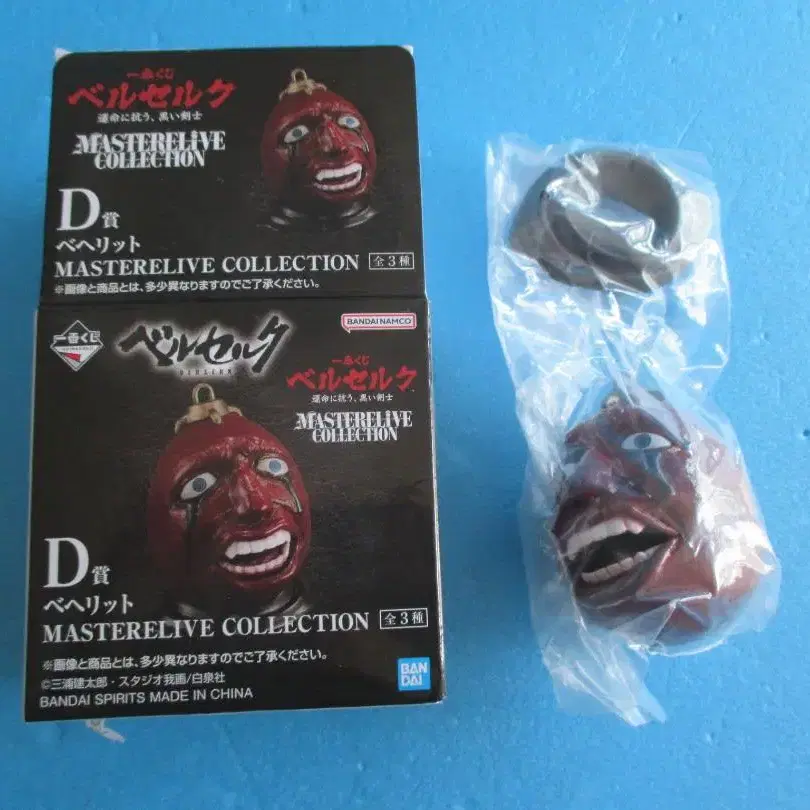 一番くじ
ベルセルク
運命に抗う、黒い剣士
MASTERELIVE
COLLECTION
D賞
ベヘリット
MASTERELIVE COLLECTION 全3種
※画像と商品とは、多少異なりますのでご了承ください。
一番くじ
ベルセルク
BERSERK
BANDAI NAMCO
一番くじ
ベルセルク
運命に抗う、黒い剣士
MASTERELIVE
COLLECTION
D賞
ベヘリット
MASTERELIVE COLLECTION 全3種
※画像と商品とは、多少異なりますのでご了承ください。
©三浦建太郎・スタジオ我画/白泉社
BANDAI SPIRITS MADE IN CHINA
BAN
DAI